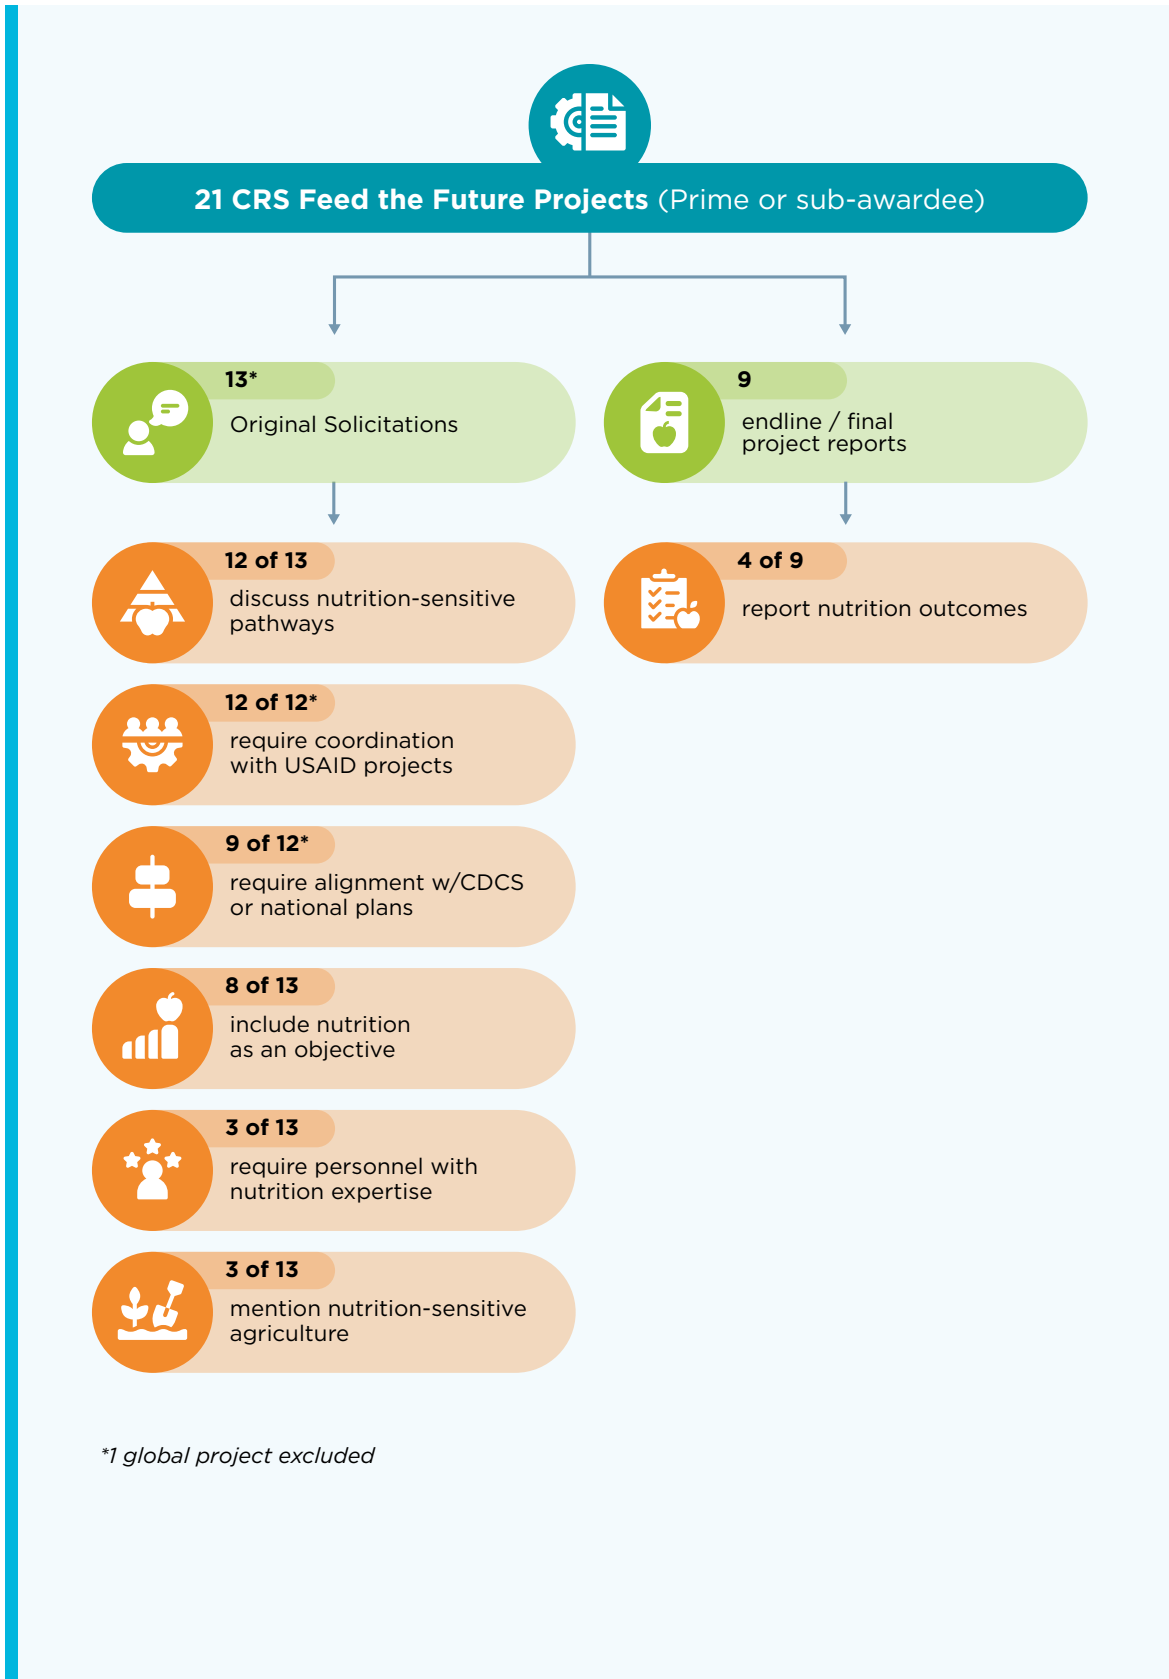 21 CRS Feed the Future Projects (Prime or sub-awardee)
13*
Original Solicitations
9
endline / final
project reports
12 of 13
discuss nutrition-sensitive
pathways
4 of 9
report nutrition outcomes
12 of 12*
require coordination
with USAID projects
9 of 12*
require alignment w/CDCS
or national plans
8 of 13
include nutrition
as an objective
3 of 13
require personnel with
nutrition expertise
3 of 13
mention nutrition-sensitive
agriculture
*1 global project excluded